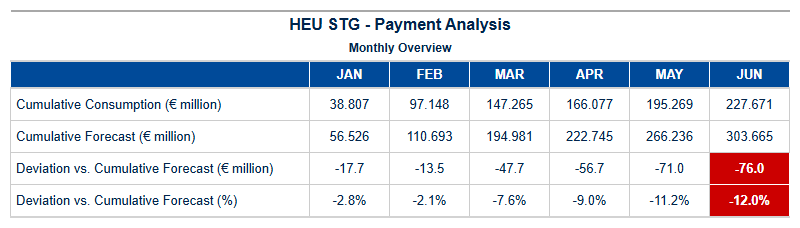 HEU STG - Payment Analysis
Monthly Overview
JAN FEB MAR APR MAY JUN
Cumulative Consumption (€ million) 38.807 97.148 147.265 166.077 195.269 227.671
Cumulative Forecast (€ million) 56.526 110.693 194.981 222.745 266.236 303.665
Deviation vs. Cumulative Forecast (€ million) -17.7 -13.5 -47.7 -56.7 -71.0 -76.0
Deviation vs. Cumulative Forecast (%) -2.8% -2.1% -7.6% -9.0% -11.2% -12.0%